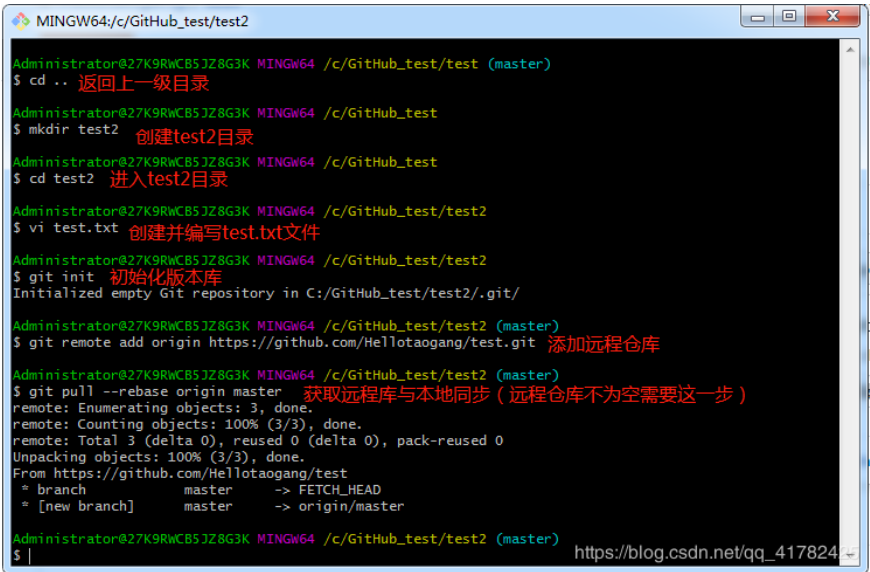 MINGW64:/c/GitHub_test/test2
Administrator@27K9RWCB5JZ8G3K MINGW64 /c/GitHub_test/test (master)
$ cd .. 返回上一级目录
Administrator@27K9RWCB5JZ8G3K MINGW64 /c/GitHub_test
$ mkdir test2 创建test2目录
Administrator@27K9RWCB5JZ8G3K MINGW64 /c/GitHub_test
$ cd test2 进入test2目录
Administrator@27K9RWCB5JZ8G3K MINGW64 /c/GitHub_test/test2
$ vi test.txt 创建并编写test.txt文件
Administrator@27K9RWCB5JZ8G3K MINGW64 /c/GitHub_test/test2
$ git init 初始化版本库
Initialized empty Git repository in C:/GitHub_test/test2/.git/
Administrator@27K9RWCB5JZ8G3K MINGW64 /c/GitHub_test/test2 (master)
$ git remote add origin https://github.com/Hellotaogang/test.git 添加远程仓库
Administrator@27K9RWCB5JZ8G3K MINGW64 /c/GitHub_test/test2 (master)
$ git pull --rebase origin master 获取远程库与本地同步（远程仓库不为空需要这一步）
remote: Enumerating objects: 3, done.
remote: Counting objects: 100% (3/3), done.
remote: Total 3 (delta 0), reused 0 (delta 0), pack-reused 0
Unpacking objects: 100% (3/3), done.
From https://github.com/Hellotaogang/test
* branch master -> FETCH_HEAD
* [new branch] master -> origin/master
Administrator@27K9RWCB5JZ8G3K MINGW64 /c/GitHub_test/test2 (master)
$
https://blog.csdn.net/qq_41782425